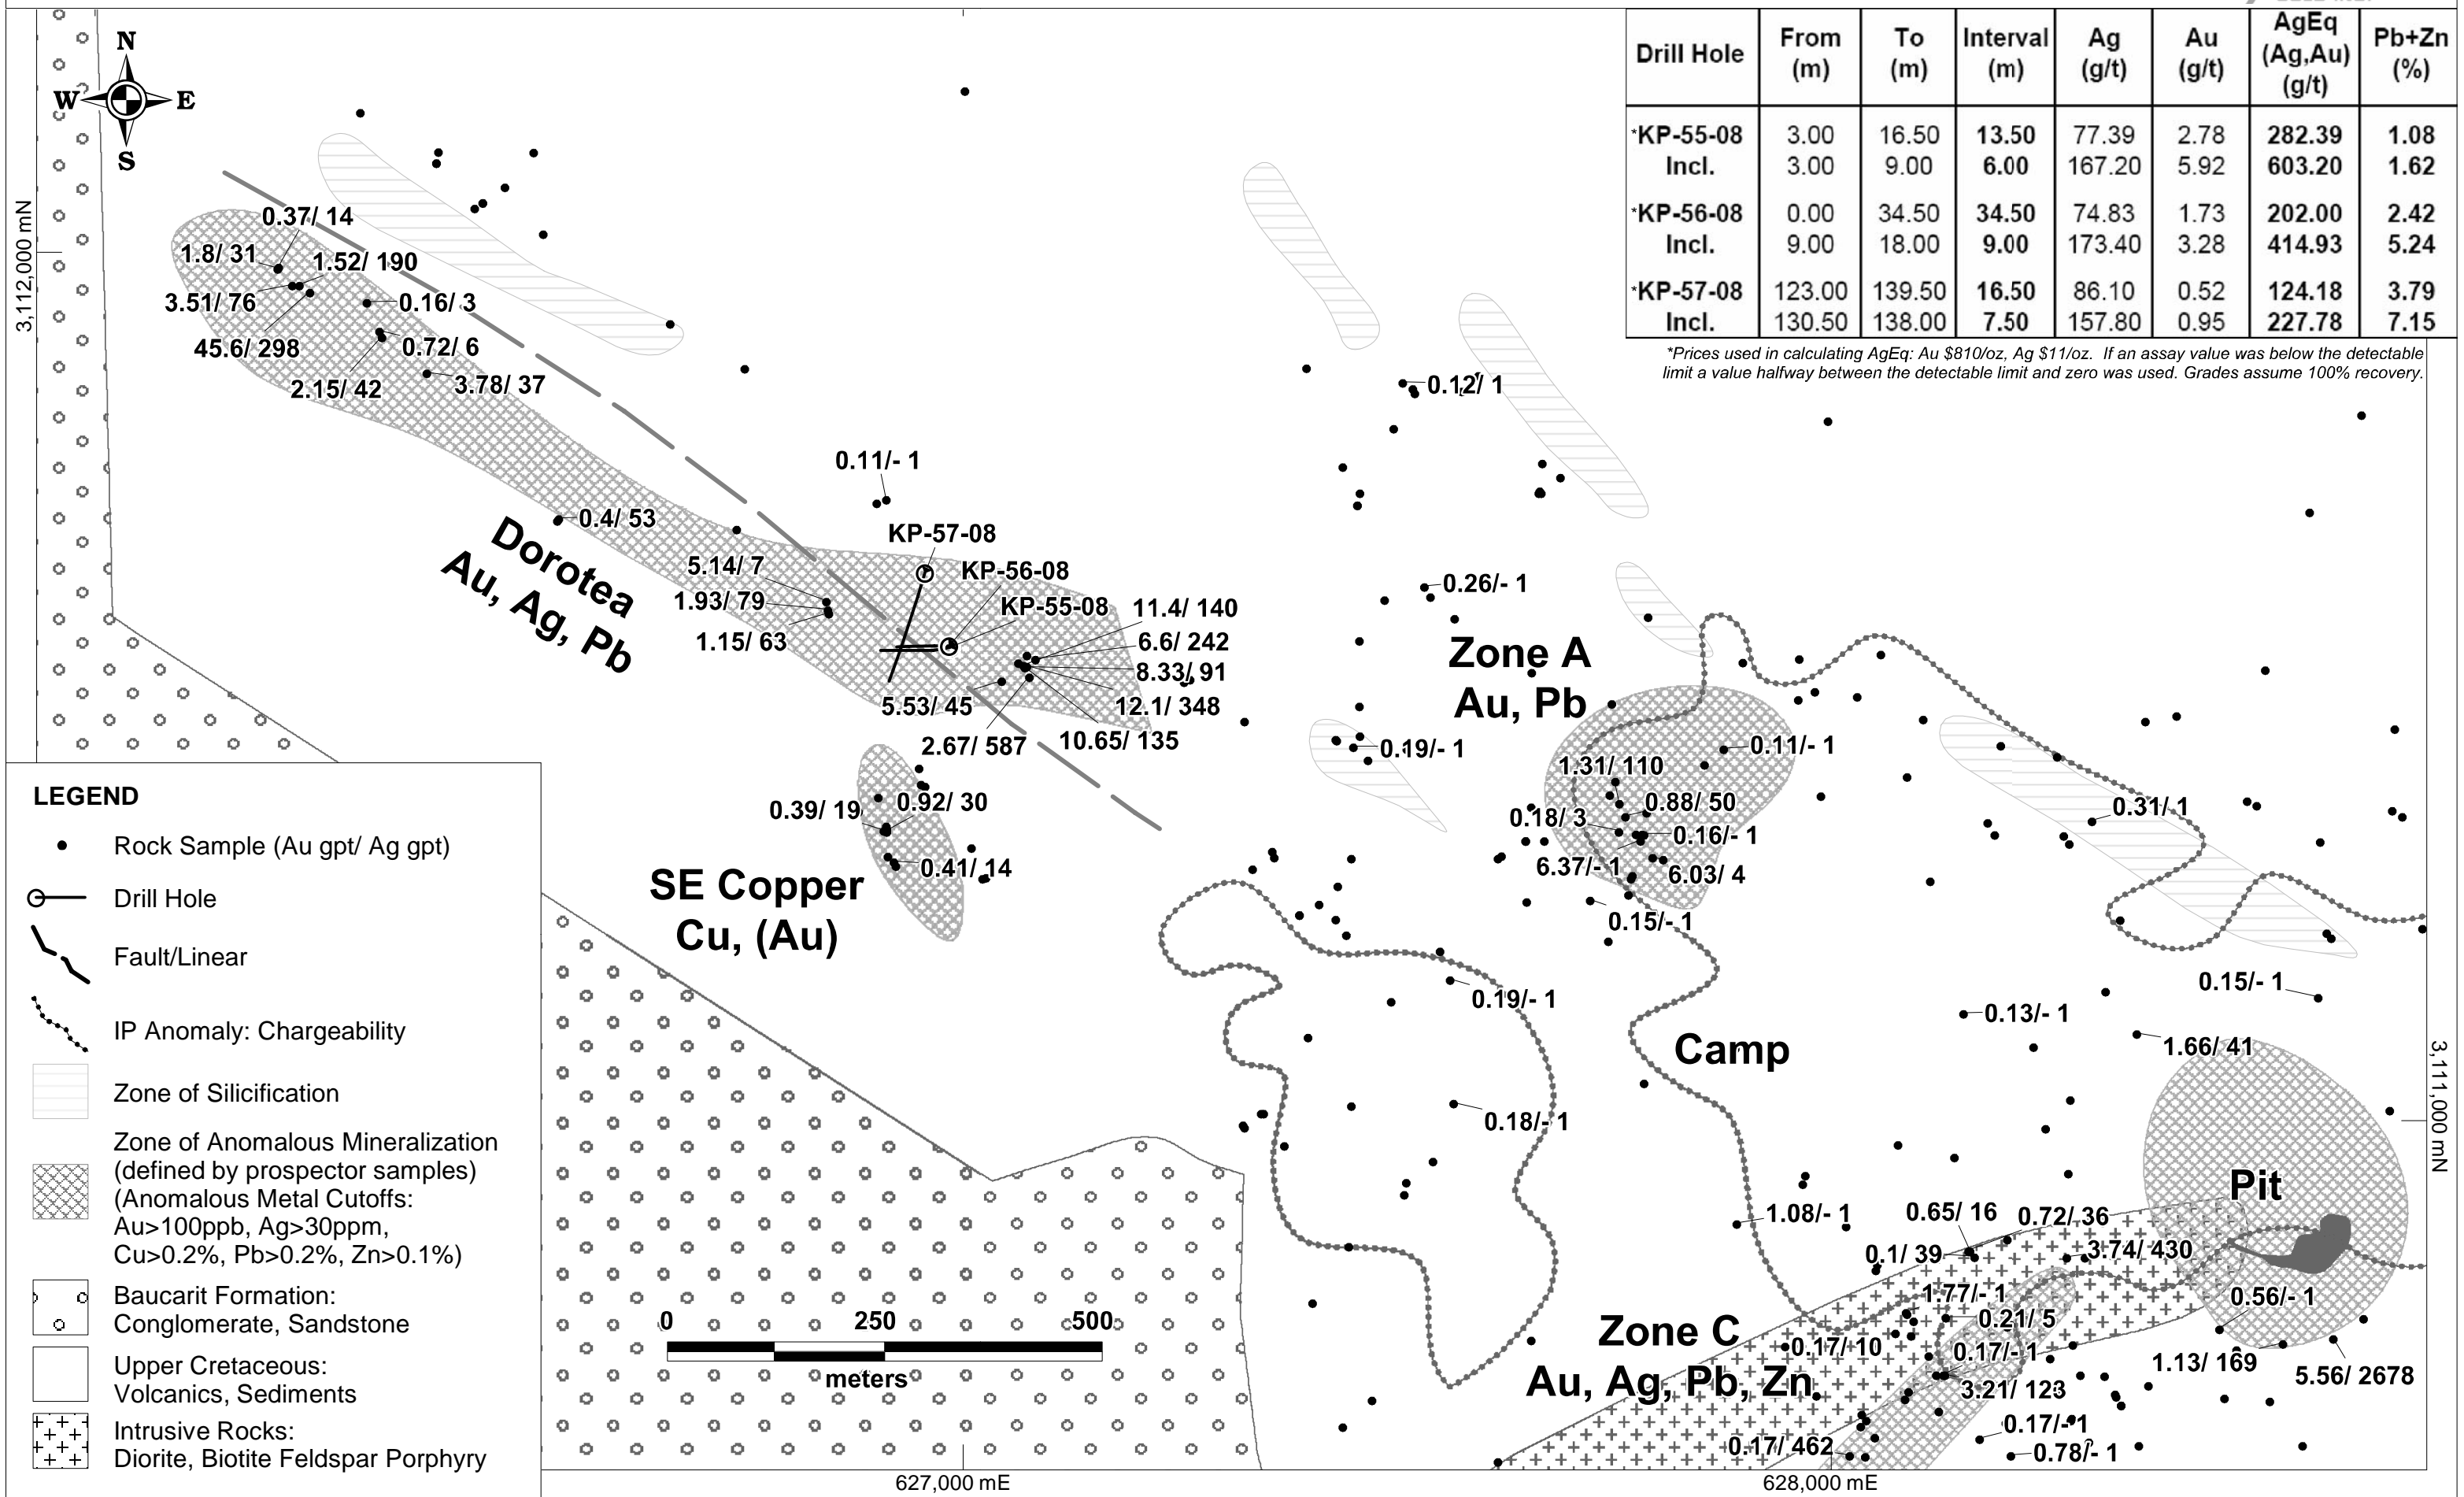 N
W E
S
3,112,000 mN
Drill Hole From (m) To (m) Interval (m) Ag (g/t) Au (g/t) AgEq (Ag,Au) (g/t) Pb+Zn (%)
*KP-55-08 3.00 16.50 13.50 77.39 2.78 282.39 1.08
Incl. 3.00 9.00 6.00 167.20 5.92 603.20 1.62
*KP-56-08 0.00 34.50 34.50 74.83 1.73 202.00 2.42
Incl. 9.00 18.00 9.00 173.40 3.28 414.93 5.24
*KP-57-08 123.00 139.50 16.50 86.10 0.52 124.18 3.79
Incl. 130.50 138.00 7.50 157.80 0.95 227.78 7.15
*Prices used in calculating AgEq: Au $810/oz, Ag $11/oz. If an assay value was below the detectable
limit a value halfway between the detectable limit and zero was used. Grades assume 100% recovery.
0.37/ 14
1.8/ 31
1.52/ 190
3.51/ 76
0.16/ 3
45.6/ 298
0.72/ 6
2.15/ 42
3.78/ 37
0.12/ 1
0.11/- 1
0.4/ 53
Dorotea
Au, Ag, Pb
KP-57-08
KP-56-08
KP-55-08
5.14/ 7
1.93/ 79
1.15/ 63
11.4/ 140
6.6/ 242
8.33/ 91
12.1/ 348
5.53/ 45
2.67/ 587
10.65/ 135
0.26/- 1
Zone A
Au, Pb
0.19/- 1
0.11/- 1
1.31/ 110
0.88/ 50
0.18/ 3
0.16/- 1
6.37/- 1
6.03/ 4
0.15/- 1
0.31/ 1
0.39/ 19
0.92/ 30
0.41/ 14
SE Copper
Cu, (Au)
0.19/- 1
0.18/- 1
Camp
0.15/- 1
0.13/- 1
1.66/ 41
3,111,000 mN
Pit
1.08/- 1
0.65/ 16
0.72/ 36
0.1/ 39
3.74/ 430
1.77/- 1
0.21/ 5
0.56/- 1
0.17/ 10
0.17/- 1
1.13/ 169
5.56/ 2678
3.21/ 123
Zone C
Au, Ag, Pb, Zn
0.17/- 1
0.17/ 462
0.78/- 1
LEGEND
Rock Sample (Au gpt/ Ag gpt)
Drill Hole
Fault/Linear
IP Anomaly: Chargeability
Zone of Silicification
Zone of Anomalous Mineralization
(defined by prospector samples)
(Anomalous Metal Cutoffs:
Au>100ppb, Ag>30ppm,
Cu>0.2%, Pb>0.2%, Zn>0.1%)
Baucarit Formation:
Conglomerate, Sandstone
Upper Cretaceous:
Volcanics, Sediments
Intrusive Rocks:
Diorite, Biotite Feldspar Porphyry
0 250 500
meters
627,000 mE
628,000 mE